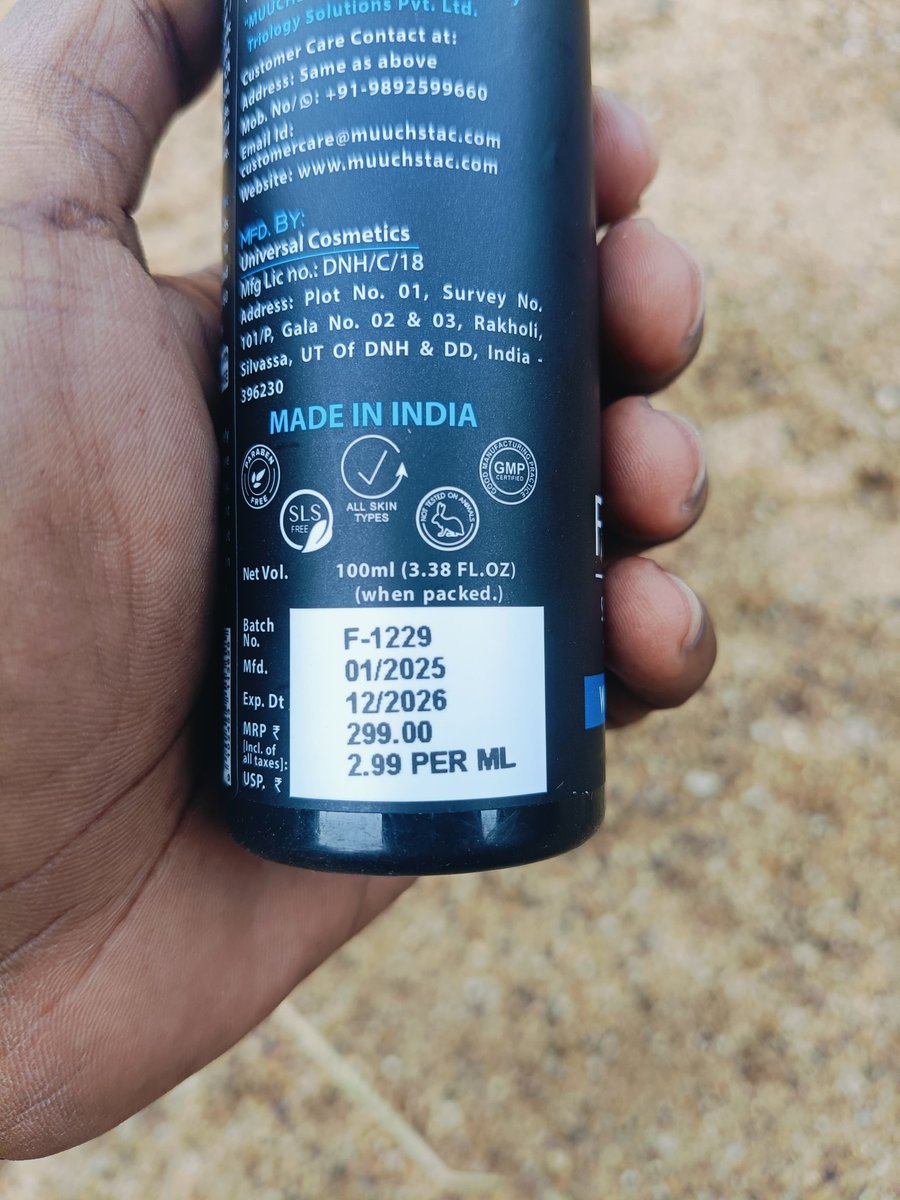 "MUUCHS
Triology Solutions Pvt. Ltd.
Customer Care Contact at:
Address: Same as above
Mob. No/ : +91-9892599660
Email Id:
customercare@muuchstac.com
Website: www.muuchstac.com
MFD. BY:
Universal Cosmetics
Mfg Lic no.: DNH/C/18
Address: Plot No. 01, Survey No.
101/P, Gala No. 02 & 03, Rakholi,
Silvassa, UT Of DNH & DD, India -
396230
MADE IN INDIA
PARABEN
FREE
SLS
FREE
ALL SKIN
TYPES
NOT TESTED ON ANIMALS
GOOD MANUFACTURING PRACTICE
GMP
CERTIFIED
Net Vol. 100ml (3.38 FL.OZ)
(when packed.)
Batch
No. F-1229
Mfd. 01/2025
Exp. Dt 12/2026
MRP ₹ 299.00
[incl. of
all taxes]:
USP. ₹ 2.99 PER ML